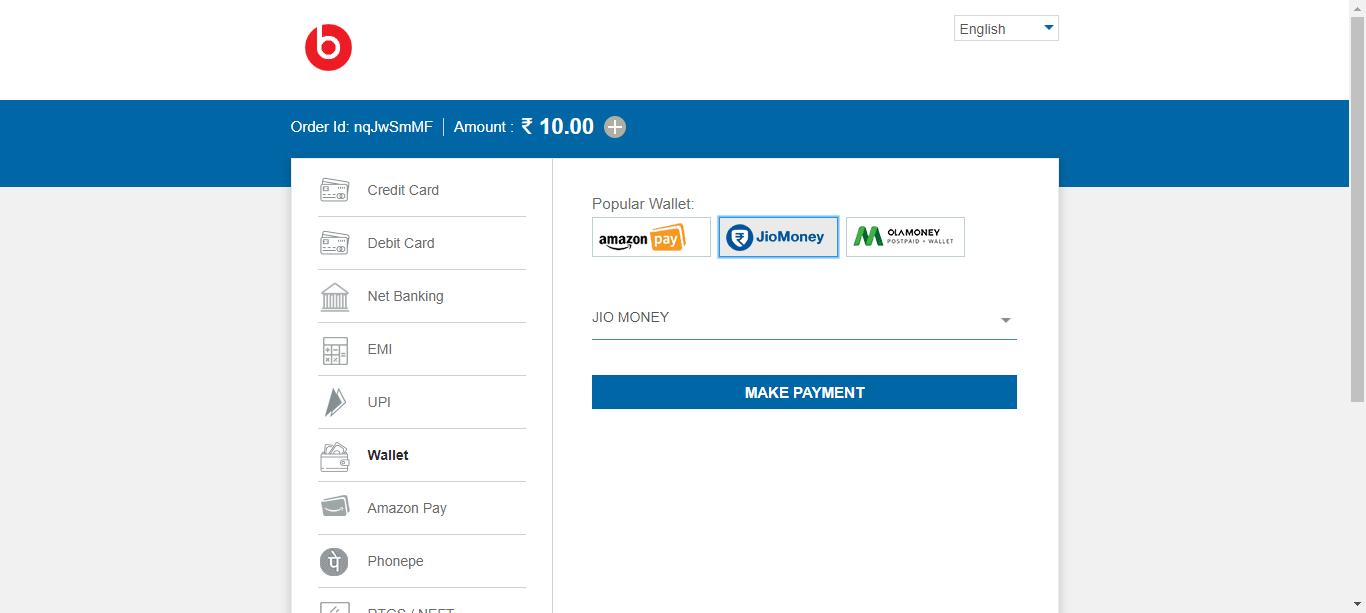 b
English
Order Id: nqJwSmMF | Amount : ₹ 10.00
Credit Card
Debit Card
Net Banking
EMI
UPI
Wallet
Amazon Pay
पे Phonepe
RTGS / NEFT
Popular Wallet:
amazon pay
₹ JioMoney
OLAMONEY
POSTPAID + WALLET
JIO MONEY
MAKE PAYMENT